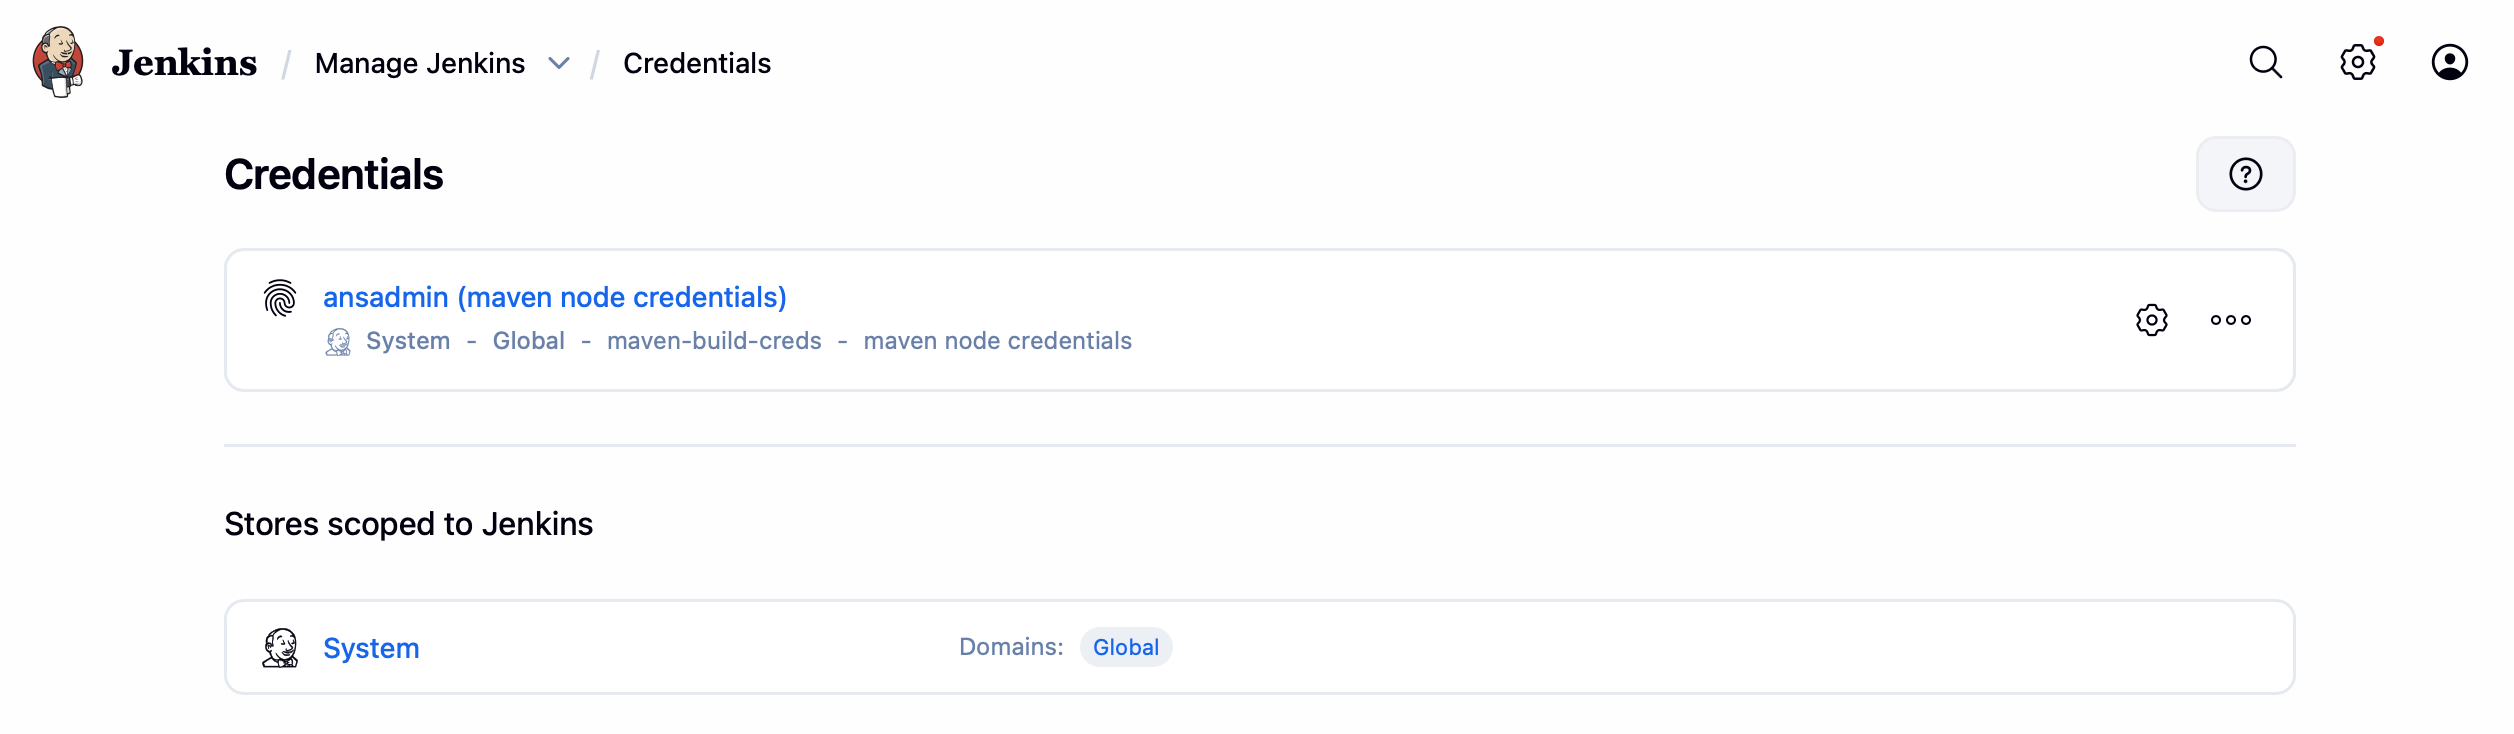 Jenkins / Manage Jenkins / Credentials
Credentials
ansadmin (maven node credentials)
System - Global - maven-build-creds - maven node credentials
Stores scoped to Jenkins
System Domains: Global